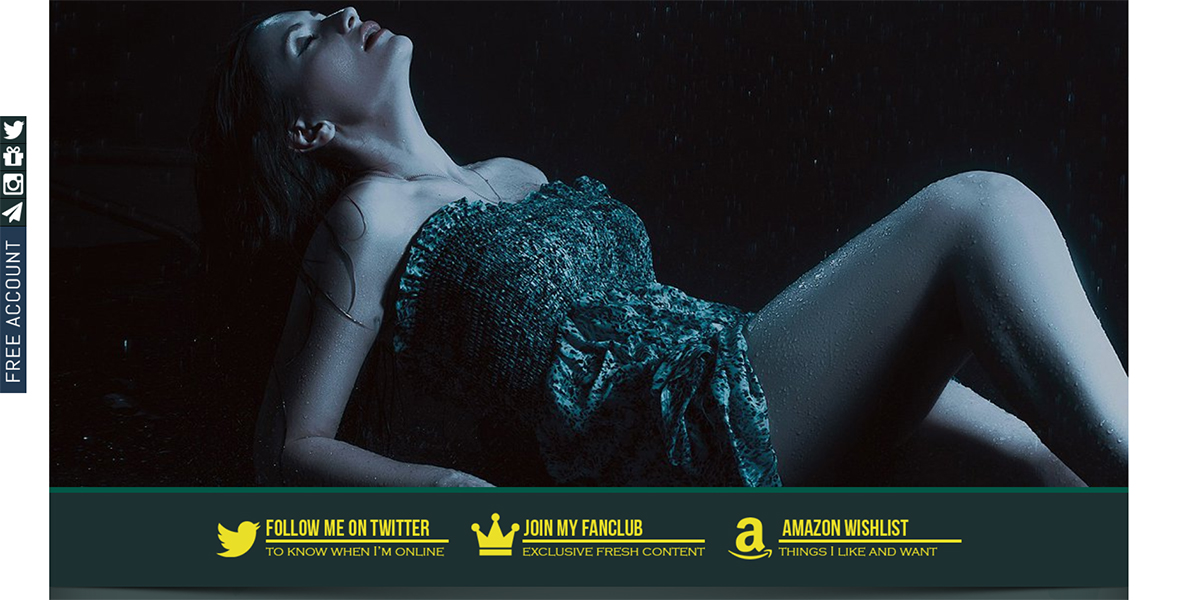 FREE ACCOUNT
FOLLOW ME ON TWITTER
TO KNOW WHEN I'M ONLINE
JOIN MY FANCLUB
EXCLUSIVE FRESH CONTENT
AMAZON WISHLIST
THINGS I LIKE AND WANT